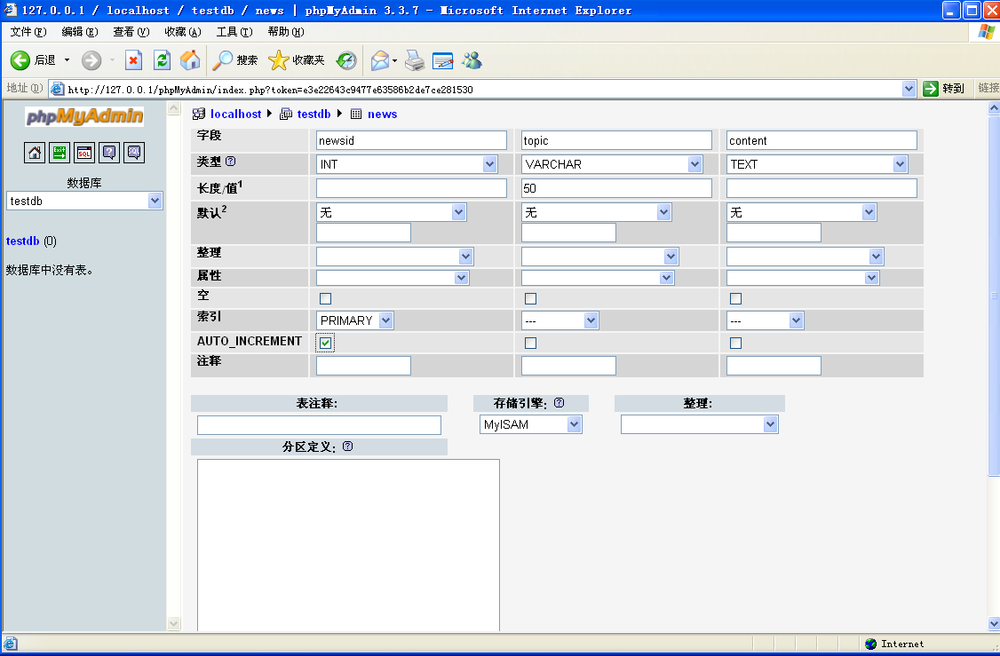 127.0.0.1 / localhost / testdb / news | phpMyAdmin 3.3.7 - Microsoft Internet Explorer
文件(F) 编辑(E) 查看(V) 收藏(A) 工具(T) 帮助(H)
后退 搜索 收藏夹
地址(D) http://127.0.0.1/phpMyAdmin/index.php?token=e3e22643c9477e63586b2de7ce281530 转到 链接
phpMyAdmin
SQL
数据库
testdb
testdb (0)
数据库中没有表。
localhost testdb news
字段 newsid topic content
类型 INT VARCHAR TEXT
长度/值1 50
默认2 无 无 无
整理
属性
空
索引 PRIMARY --- ---
AUTO_INCREMENT
注释
表注释: 存储引擎: 整理:
MyISAM
分区定义:
Internet